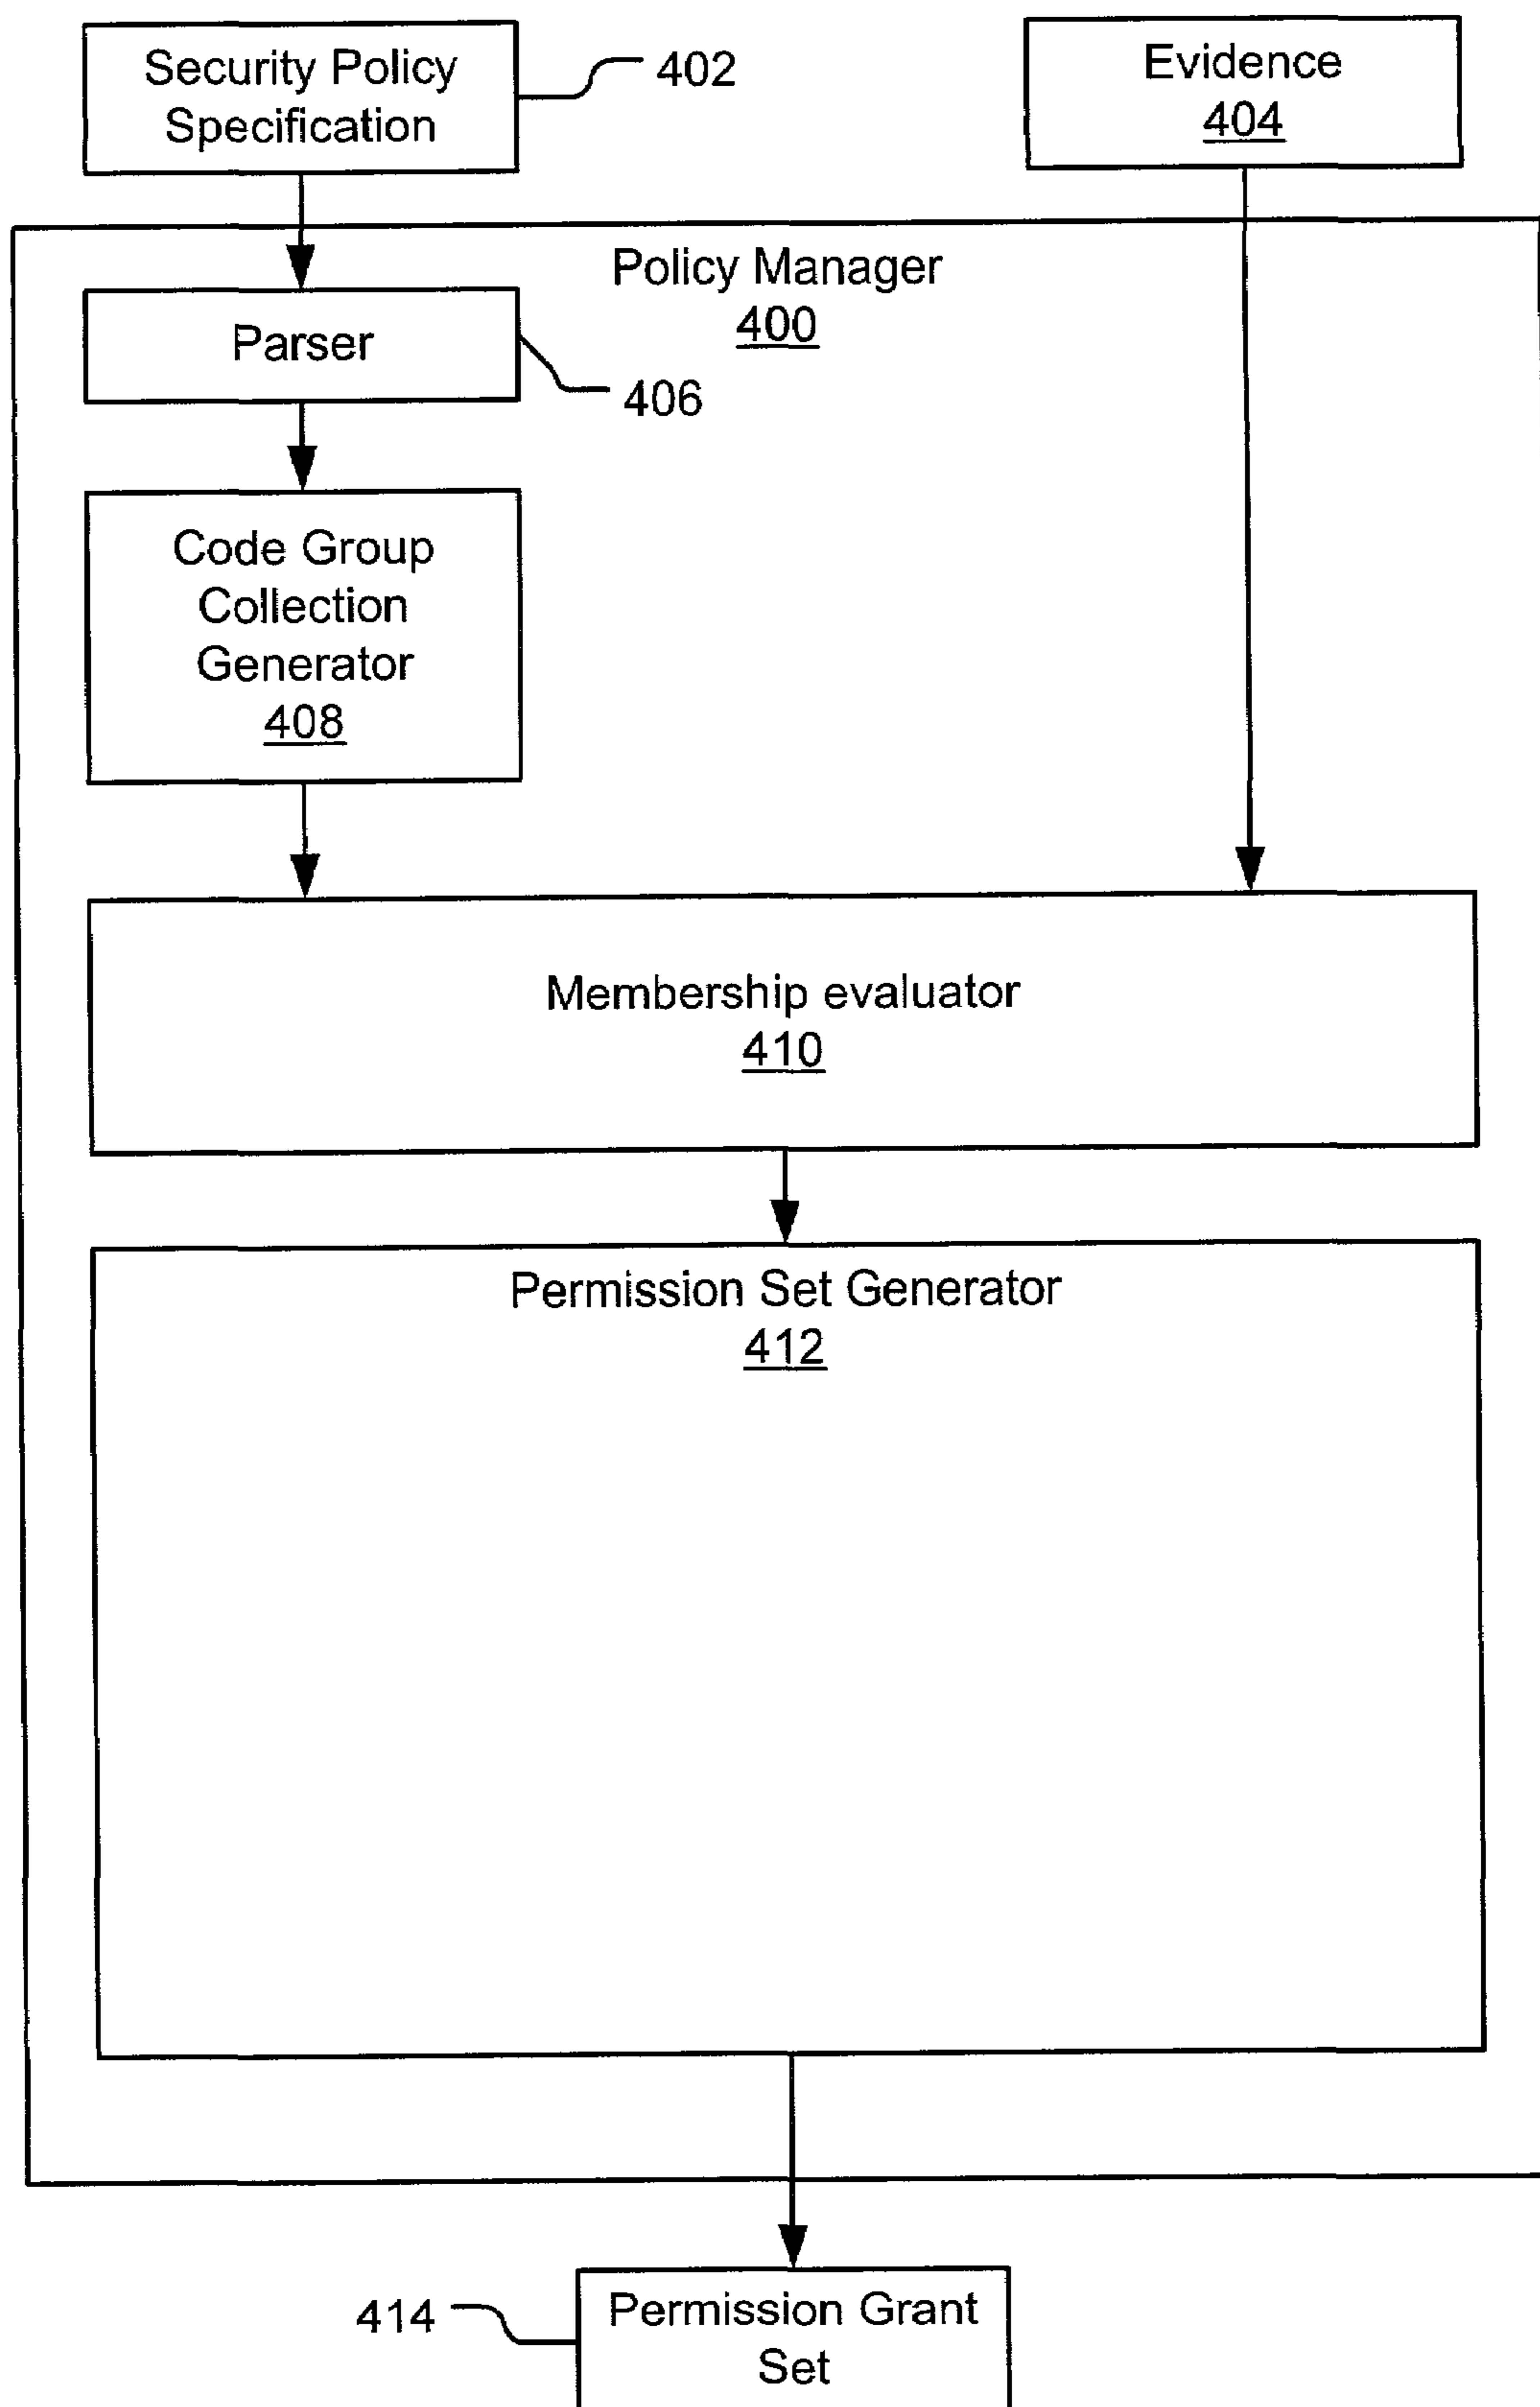 Security Policy
Specification
402
Evidence
404
Policy Manager
400
Parser
406
Code Group
Collection
Generator
408
Membership evaluator
410
Permission Set Generator
412
414
Permission Grant
Set